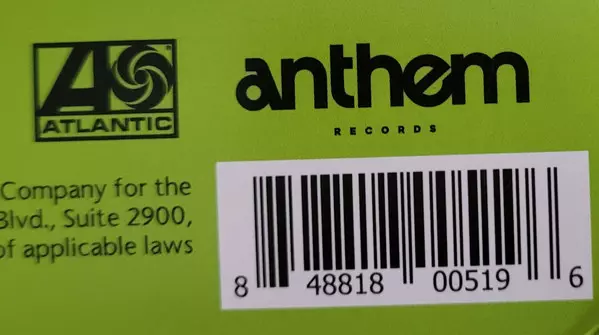 ATLANTIC
anthem
RECORDS
Company for the
Blvd., Suite 2900,
of applicable laws
8 48818 00519 6